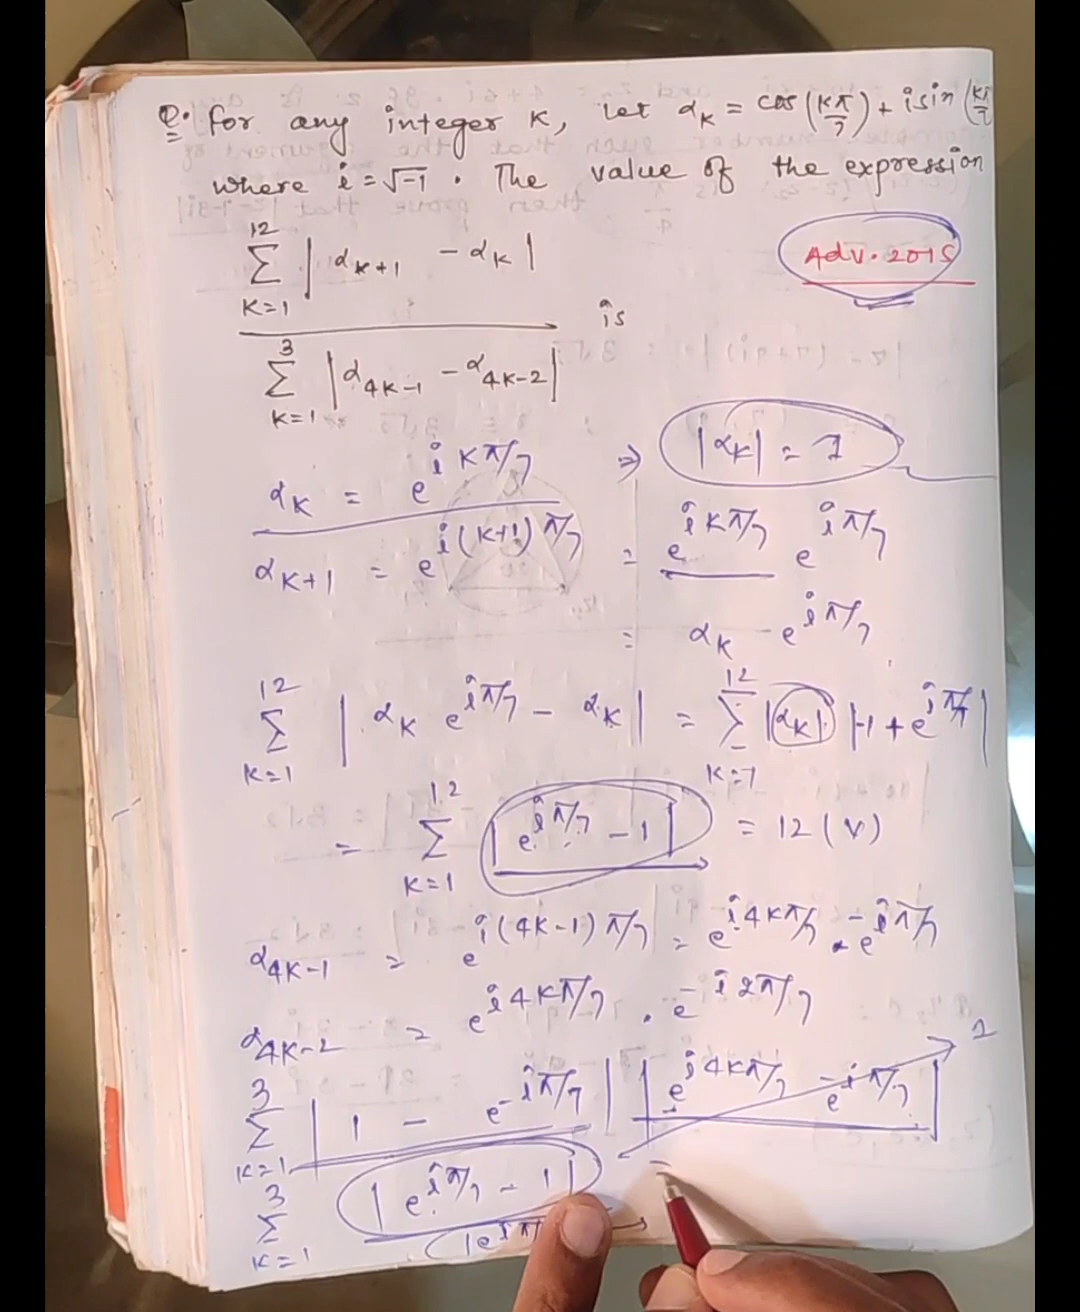 Q. For any integer K, let α_K = cos(Kπ/7) + i sin(Kπ/7
where i = √-1 . The value of the expression
Adv. 2015
12
Σ | α_{K+1} - α_K |
K=1
is
3
Σ | α_{4K-1} - α_{4K-2} |
K=1
α_K = e^{iKπ/7} ⇒ |α_K| = 1
α_{K+1} = e^{i(K+1)π/7} = e^{iKπ/7} e^{iπ/7}
= α_K e^{iπ/7}
12 12
Σ | α_K e^{iπ/7} - α_K | = Σ |α_K| |-1 + e^{iπ/7}|
K=1 K=1
12
= Σ | e^{iπ/7} - 1 | = 12 (
K=1
α_{4K-1} = e^{i(4K-1)π/7} = e^{i4Kπ/7} . e^{-iπ/7}
α_{4K-2} = e^{i4Kπ/7} . e^{-i2π/7}
3 1
Σ | 1 - e^{-iπ/7} | | e^{i4Kπ/7} e^{-iπ/7} |
K=1
3 =
Σ | e^{iπ/7} - 1 |
K=1 |e^{iπ/